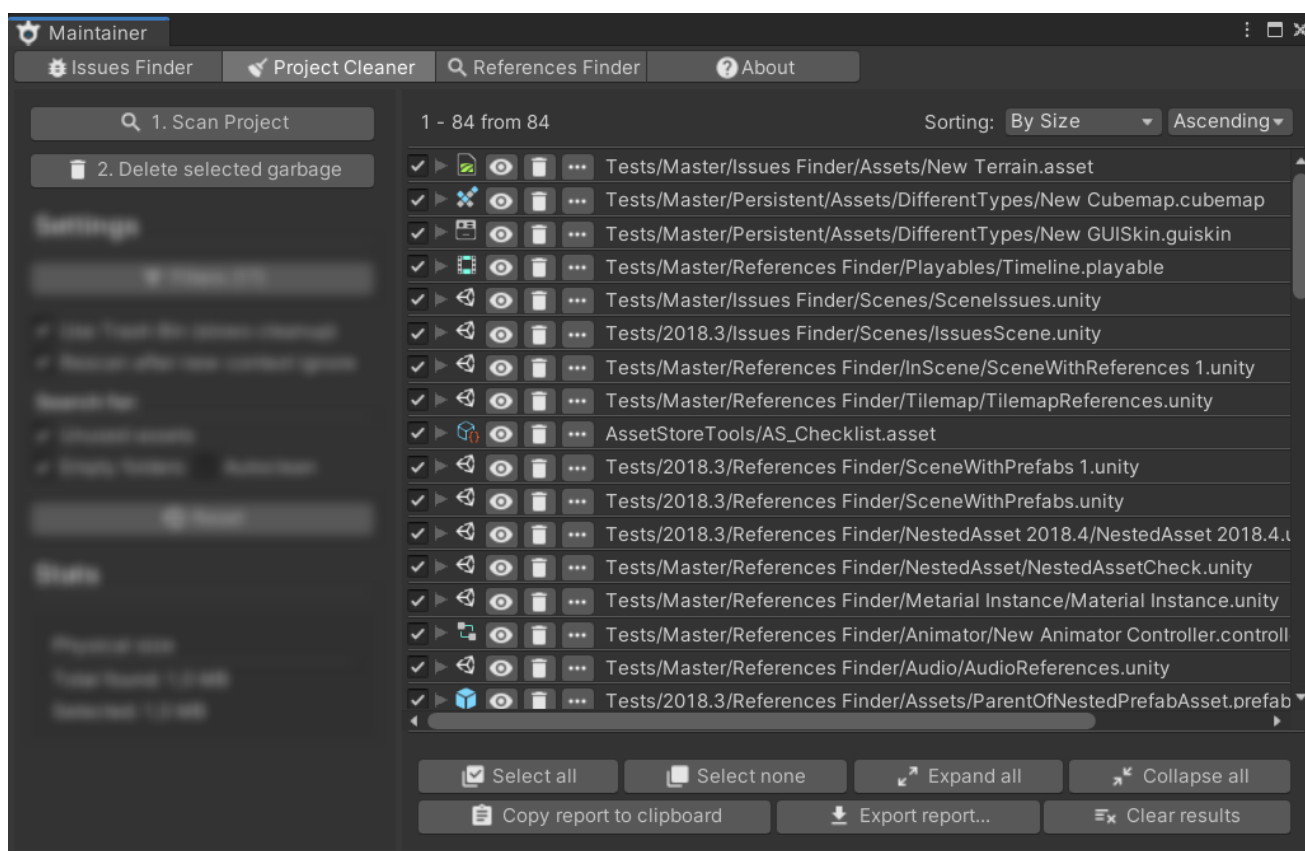 Maintainer
Issues Finder Project Cleaner References Finder About
1. Scan Project
2. Delete selected garbage
1 - 84 from 84 Sorting: By Size Ascending
Tests/Master/Issues Finder/Assets/New Terrain.asset
Tests/Master/Persistent/Assets/DifferentTypes/New Cubemap.cubemap
Tests/Master/Persistent/Assets/DifferentTypes/New GUISkin.guiskin
Tests/Master/References Finder/Playables/Timeline.playable
Tests/Master/Issues Finder/Scenes/SceneIssues.unity
Tests/2018.3/Issues Finder/Scenes/IssuesScene.unity
Tests/Master/References Finder/InScene/SceneWithReferences 1.unity
Tests/Master/References Finder/Tilemap/TilemapReferences.unity
AssetStoreTools/AS_Checklist.asset
Tests/2018.3/References Finder/SceneWithPrefabs 1.unity
Tests/2018.3/References Finder/SceneWithPrefabs.unity
Tests/2018.3/References Finder/NestedAsset 2018.4/NestedAsset 2018.4.u
Tests/Master/References Finder/NestedAsset/NestedAssetCheck.unity
Tests/Master/References Finder/Metarial Instance/Material Instance.unity
Tests/Master/References Finder/Animator/New Animator Controller.controll
Tests/Master/References Finder/Audio/AudioReferences.unity
Tests/2018.3/References Finder/Assets/ParentOfNestedPrefabAsset.prefab
Select all Select none Expand all Collapse all
Copy report to clipboard Export report... Clear results